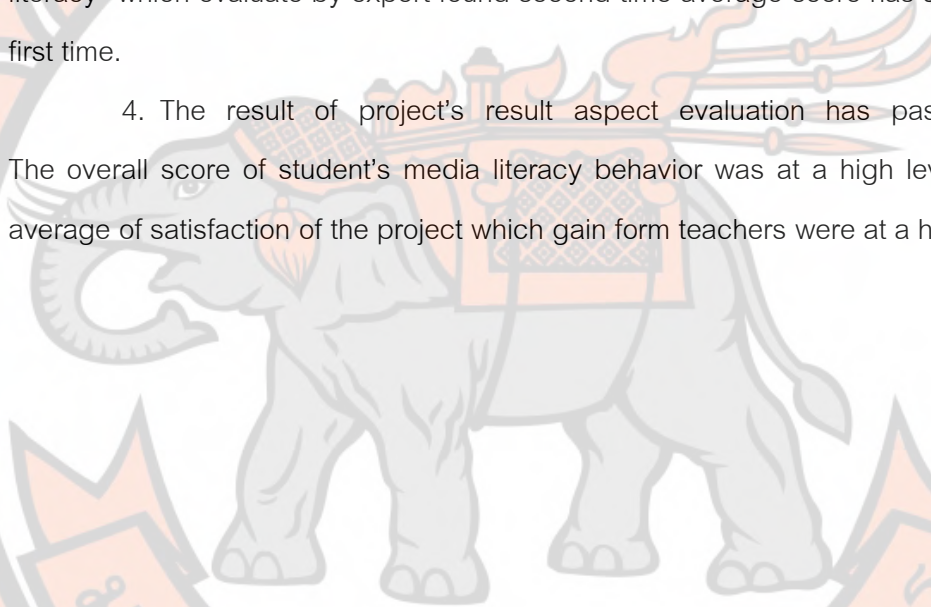 which evaluate by expert found second time average score has
first time.
4. The result of project's result aspect evaluation has
The overall score of student's media literacy behavior was at a high
average of satisfaction of the project which gain form teachers were at a